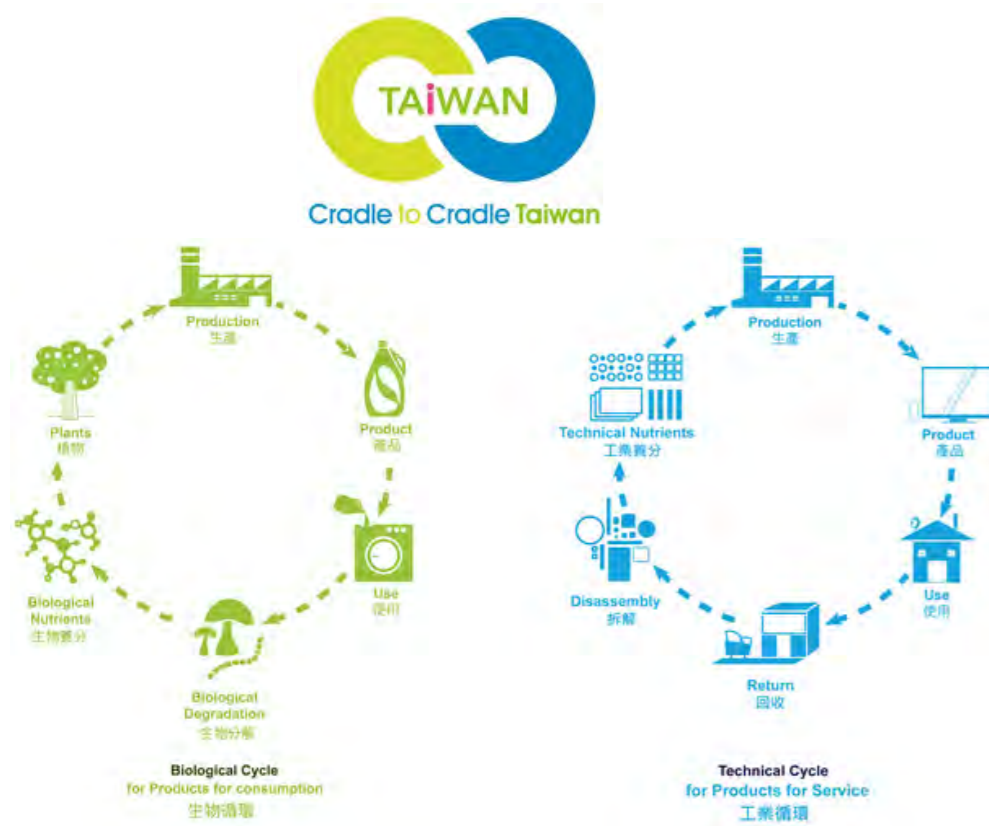 TAiWAN
Cradle to Cradle Taiwan
Production
生產
Product
產品
Use
使用
Biological
Degradation
生物分解
Biological
Nutrients
生物養分
Plants
植物
Biological Cycle
for Products for consumption
生物循環
Production
生產
Product
產品
Use
使用
Return
回收
Disassembly
拆解
Technical Nutrients
工業養分
Technical Cycle
for Products for Service
工業循環